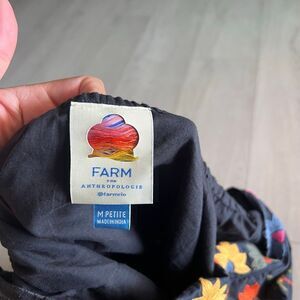 FARM
FOR
ANTHROPOLOGIE
@farmrio
M PETITE
MADE IN INDIA